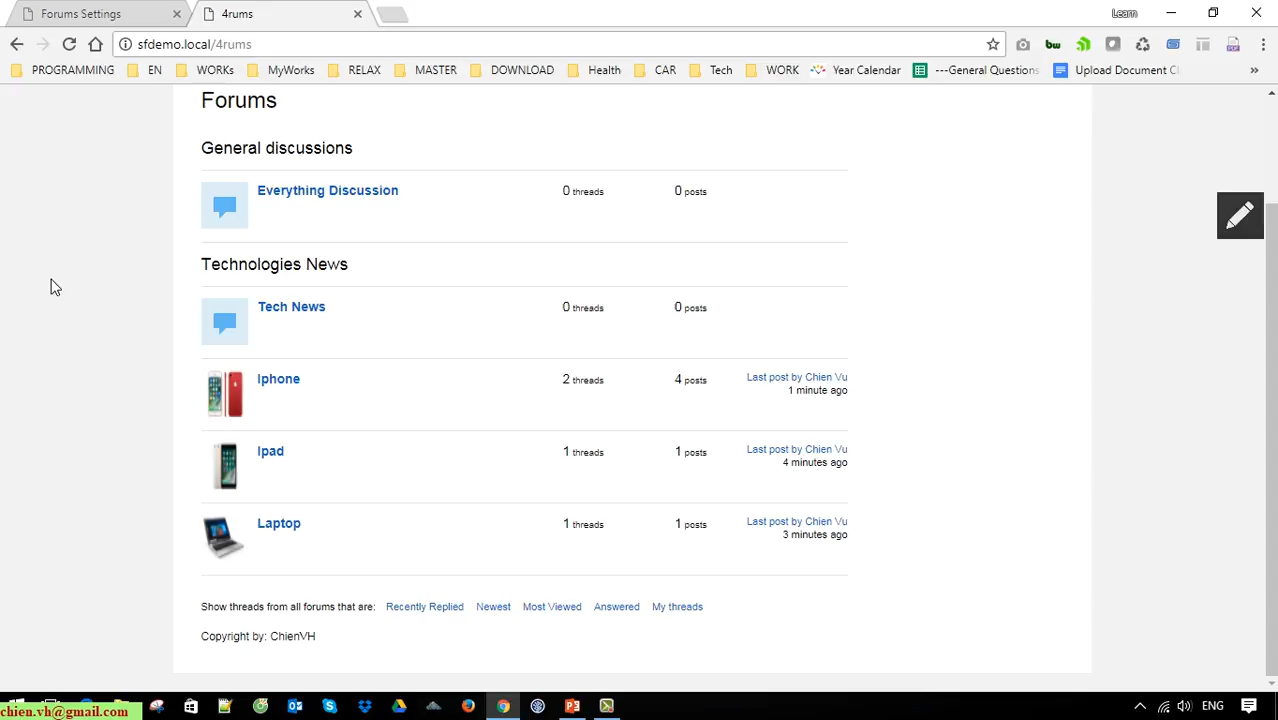 Forums Settings
4rums
Learn
sfdemo.local/4rums
PROGRAMMING EN WORKs MyWorks RELAX MASTER DOWNLOAD Health CAR Tech WORK Year Calendar ---General Questions Upload Document Cl
Forums
General discussions
Everything Discussion 0 threads 0 posts
Technologies News
Tech News 0 threads 0 posts
Iphone 2 threads 4 posts Last post by Chien Vu
1 minute ago
Ipad 1 threads 1 posts Last post by Chien Vu
4 minutes ago
Laptop 1 threads 1 posts Last post by Chien Vu
3 minutes ago
Show threads from all forums that are: Recently Replied Newest Most Viewed Answered My threads
Copyright by: ChienVH
chien.vh@gmail.com
ENG